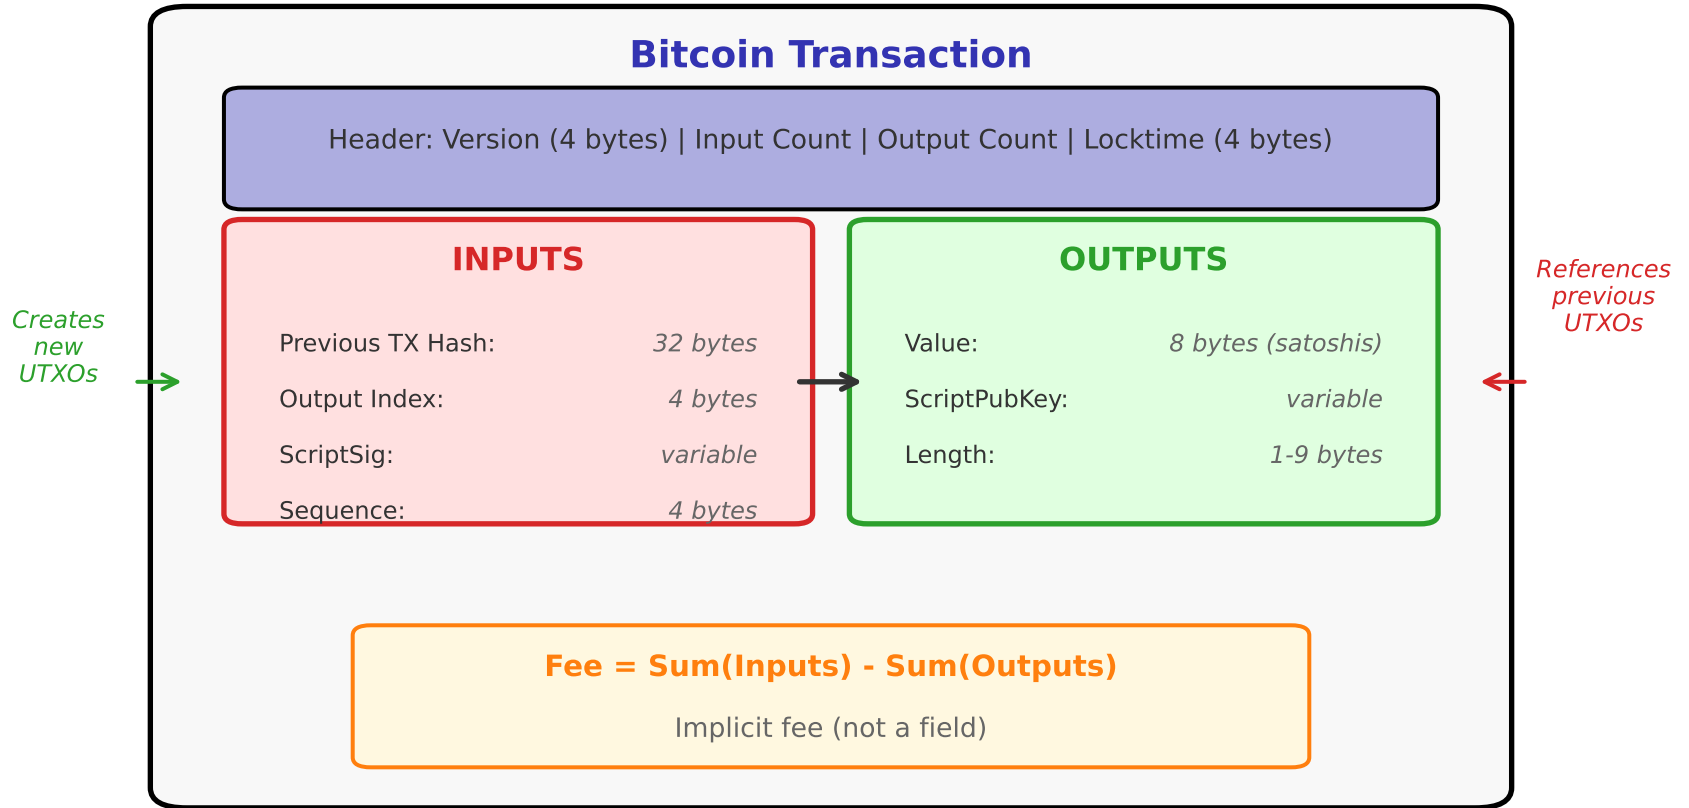 Bitcoin Transaction
Header: Version (4 bytes) | Input Count | Output Count | Locktime (4 bytes)
INPUTS
Previous TX Hash: 32 bytes
Output Index: 4 bytes
ScriptSig: variable
Sequence: 4 bytes
OUTPUTS
Value: 8 bytes (satoshis)
ScriptPubKey: variable
Length: 1-9 bytes
Creates
new
UTXOs
References
previous
UTXOs
Fee = Sum(Inputs) - Sum(Outputs)
Implicit fee (not a field)